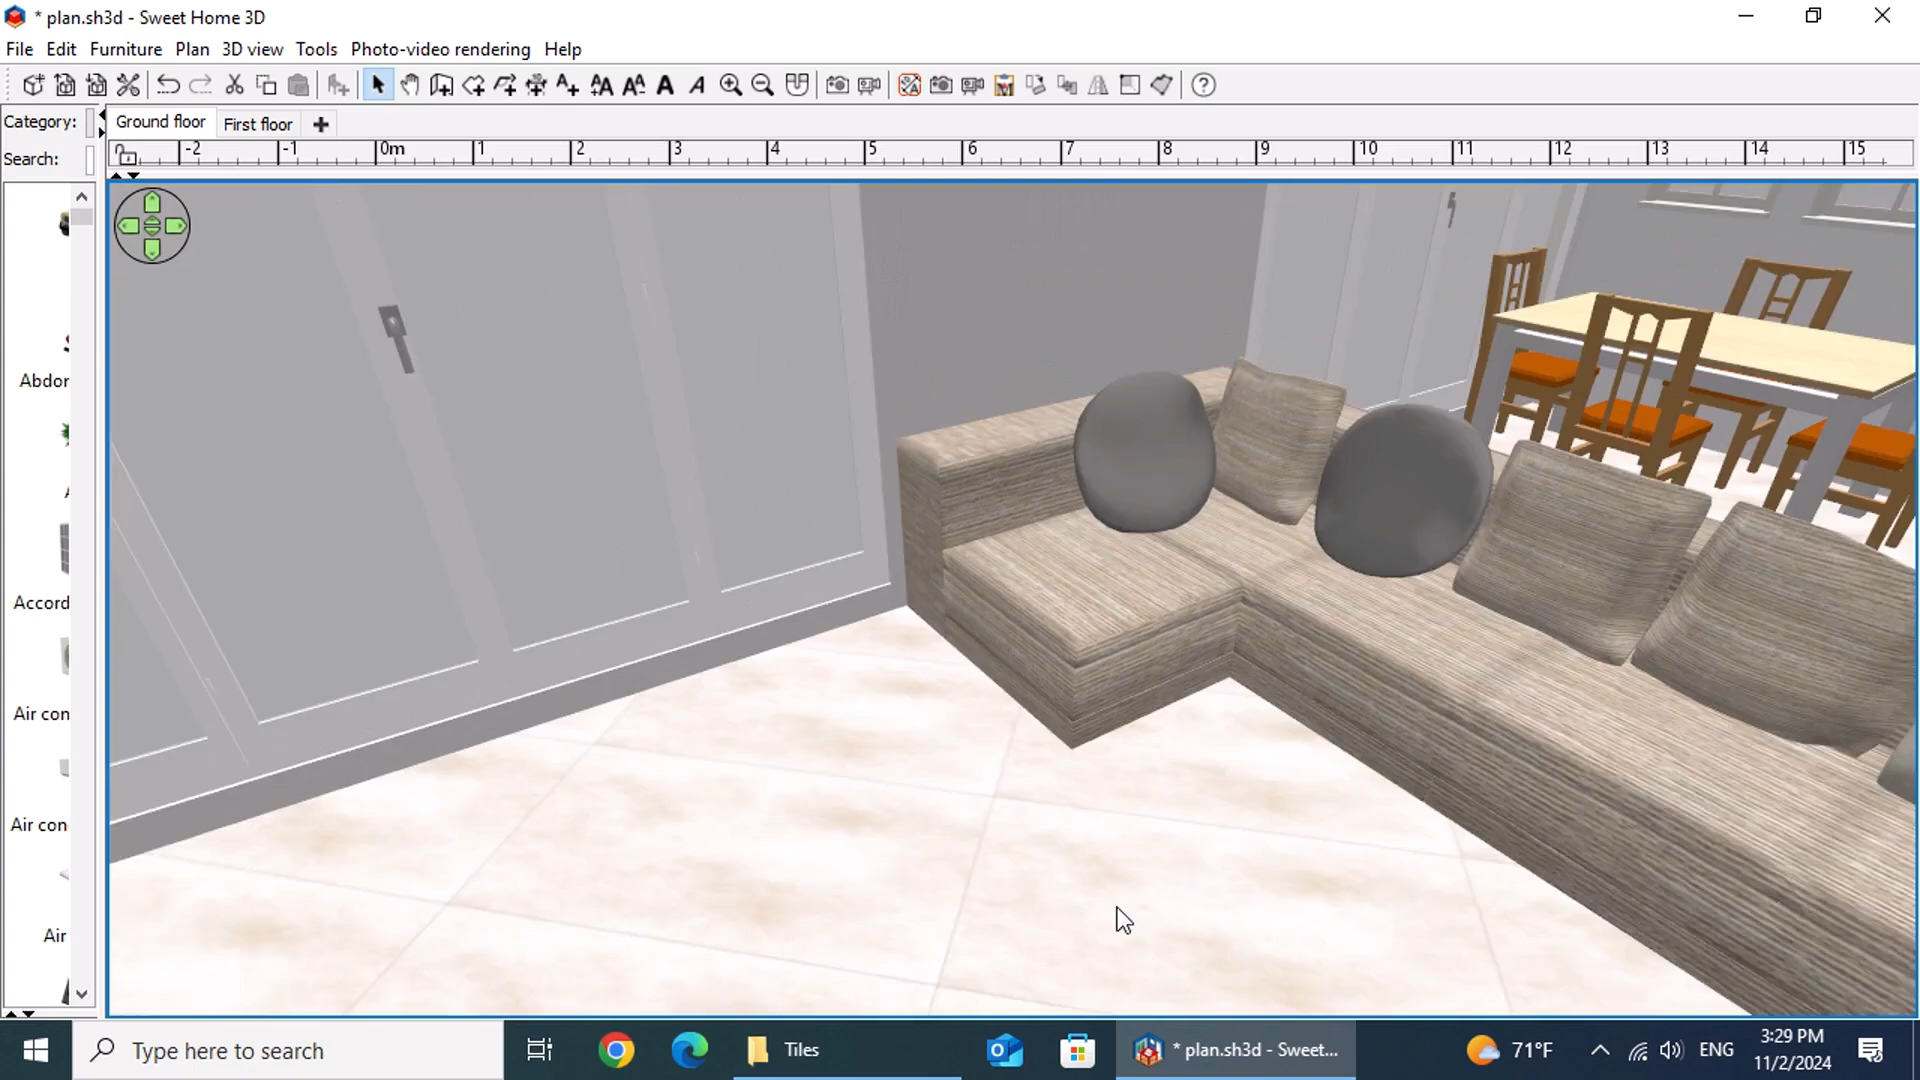 * plan.sh3d - Sweet Home 3D
File Edit Furniture Plan 3D view Tools Photo-video rendering Help
Category:
Ground floor First floor
Search:
-2 -1 0m 1 2 3 4 5 6 7 8 9 10 11 12 13 14 15
Abdor
Accord
Air con
Air con
Air
Type here to search
Tiles
* plan.sh3d - Sweet...
71°F
ENG
3:29 PM
11/2/2024